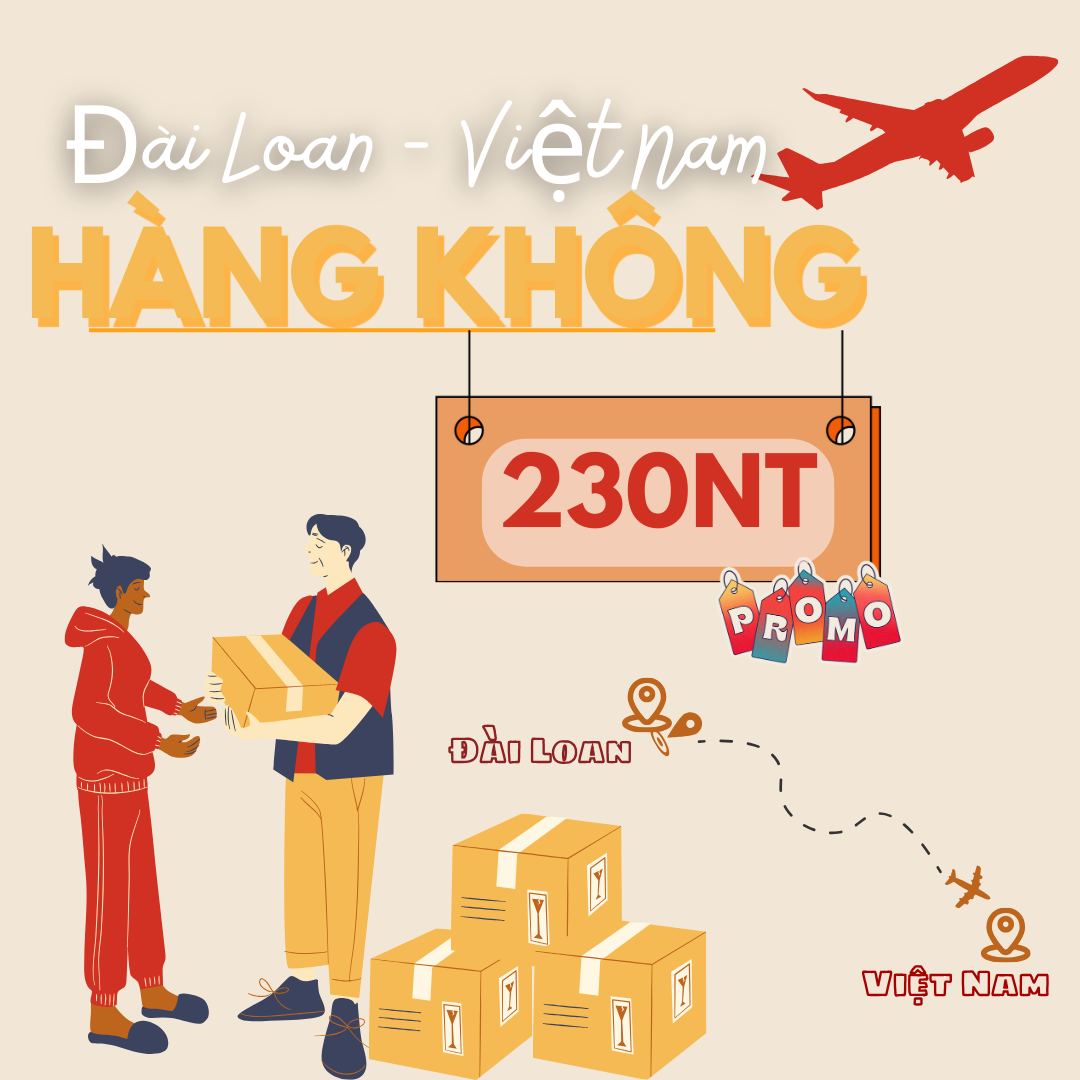 Đài Loan - Việt Nam
HÀNG KHÔNG
230NT
PROMO
ĐÀI LOAN
VIỆT NAM